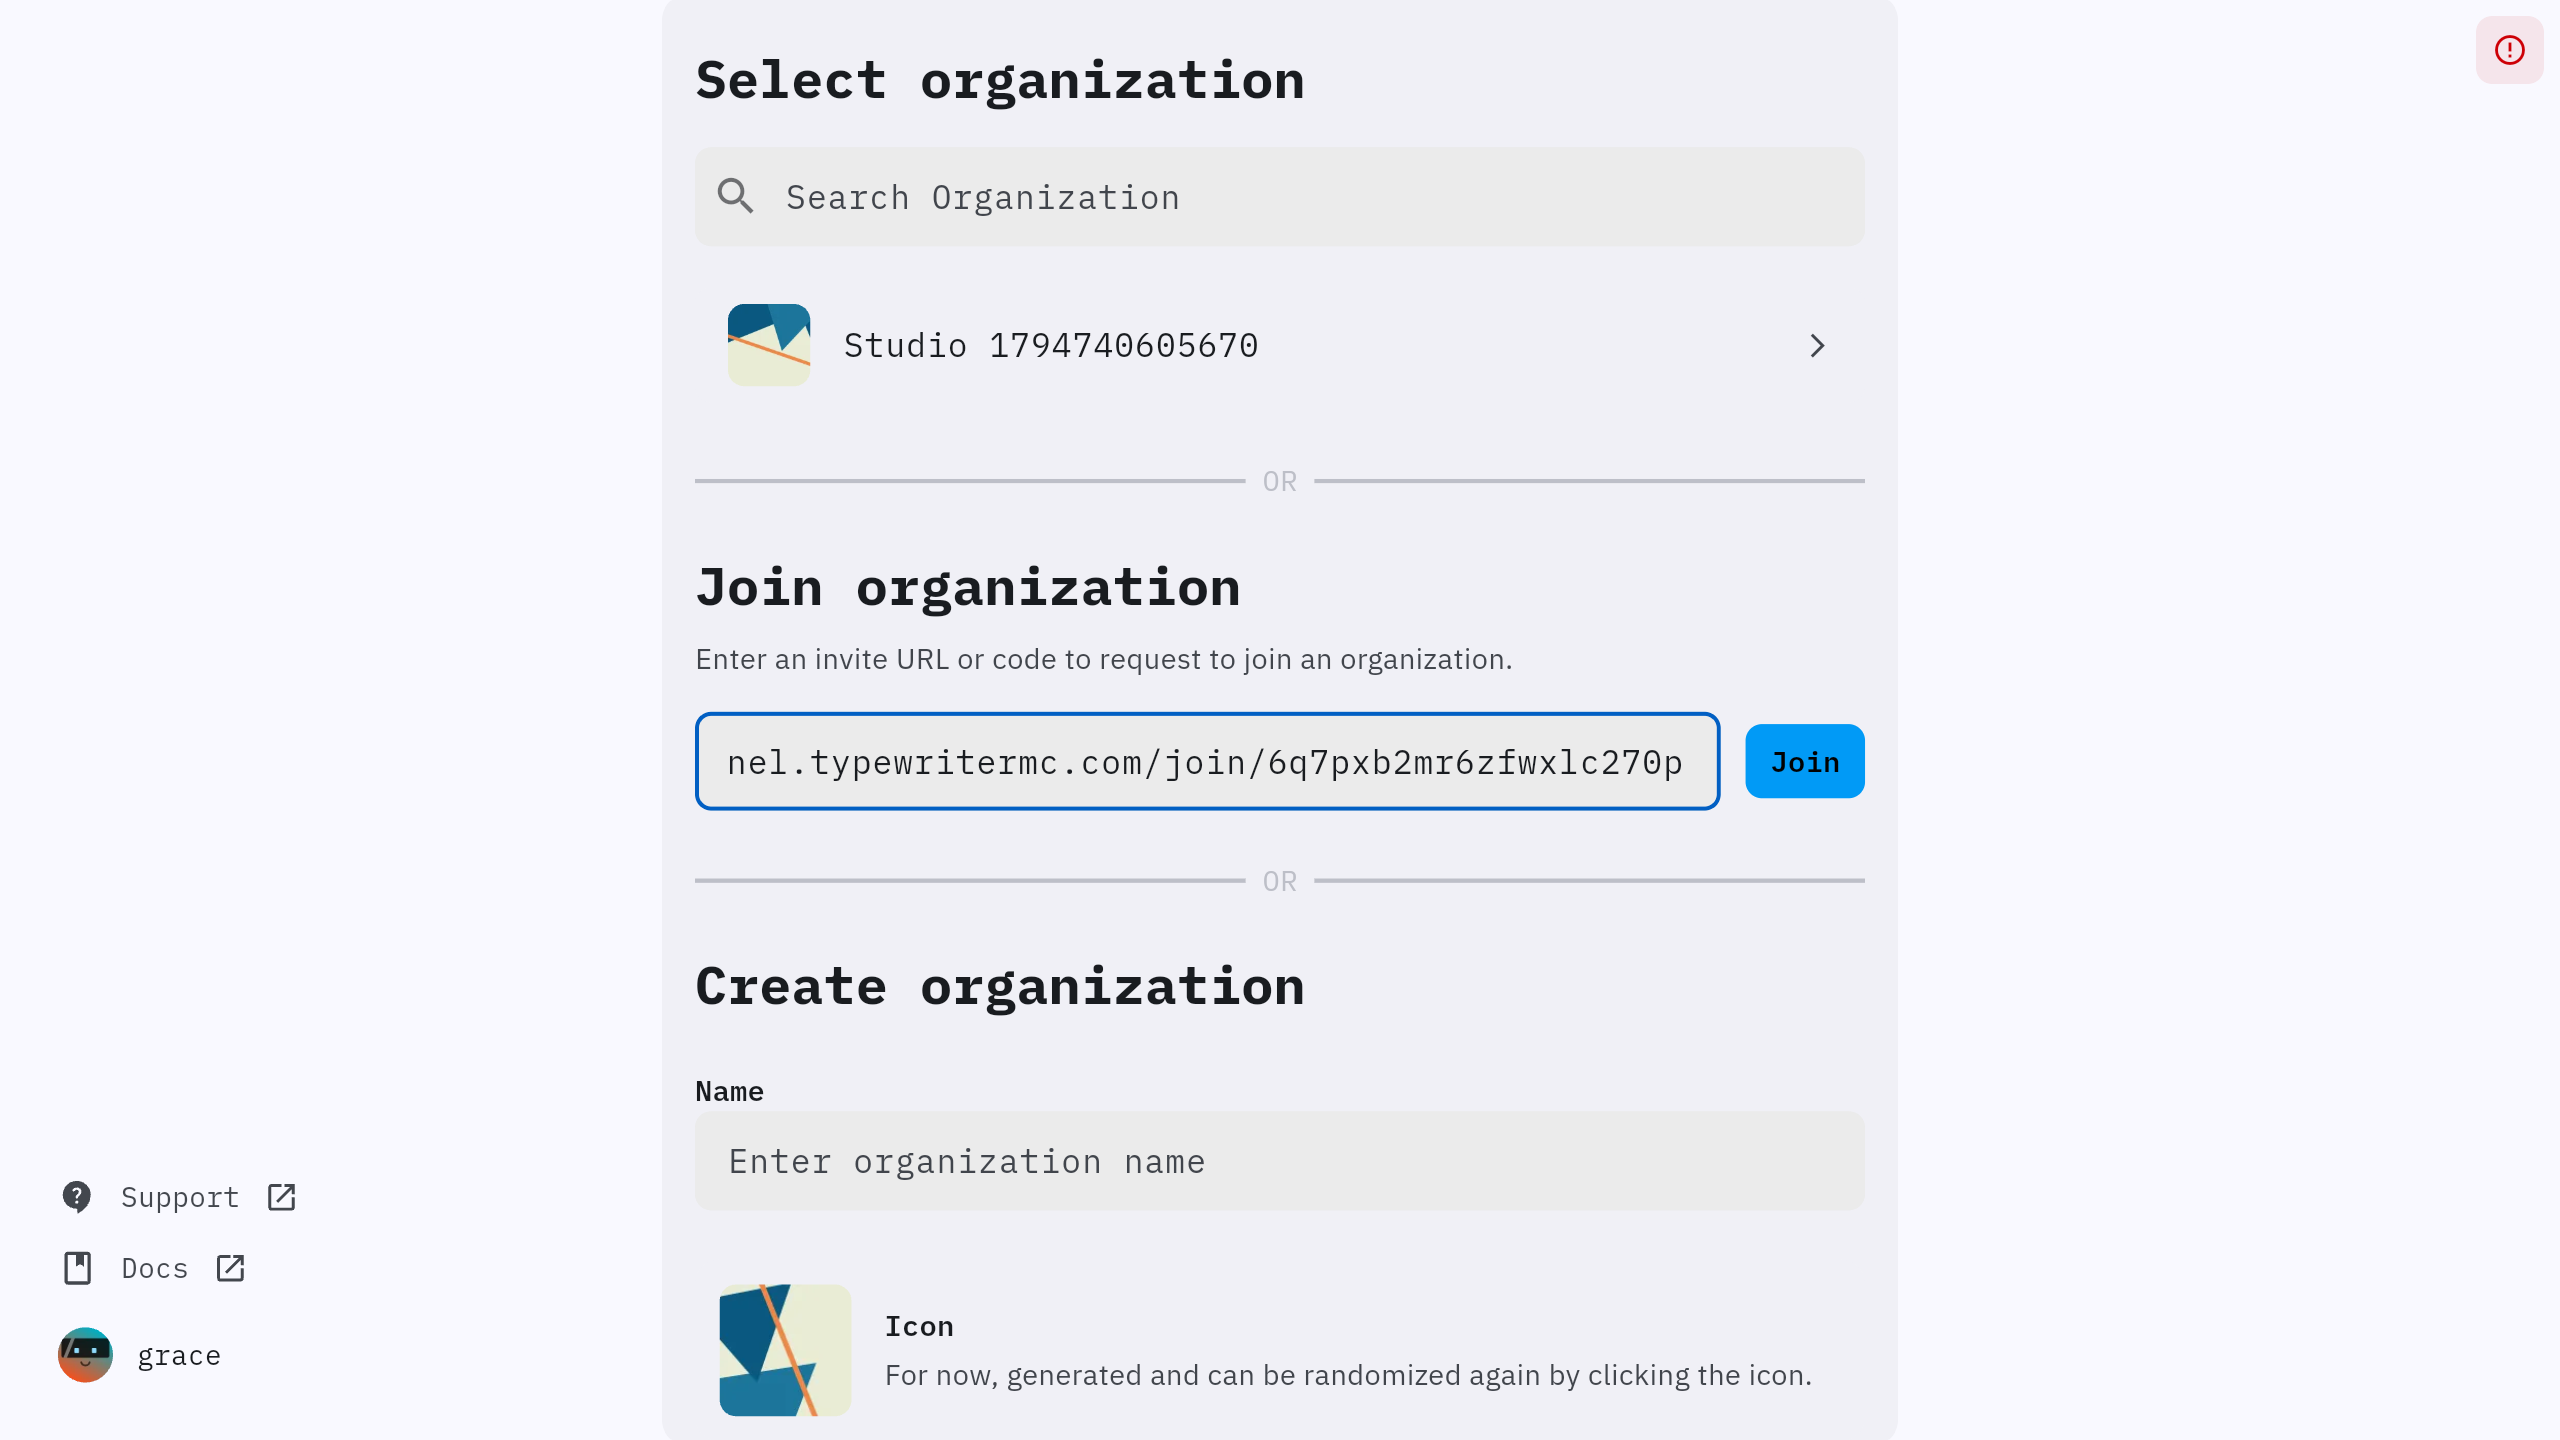 Select organization
Search Organization
Studio 1794740605670
OR
Join organization
Enter an invite URL or code to request to join an organization.
nel.typewritermc.com/join/6q7pxb2mr6zfwxlc270p
Join
OR
Create organization
Name
Enter organization name
Icon
For now, generated and can be randomized again by clicking the icon.
Support
Docs
grace